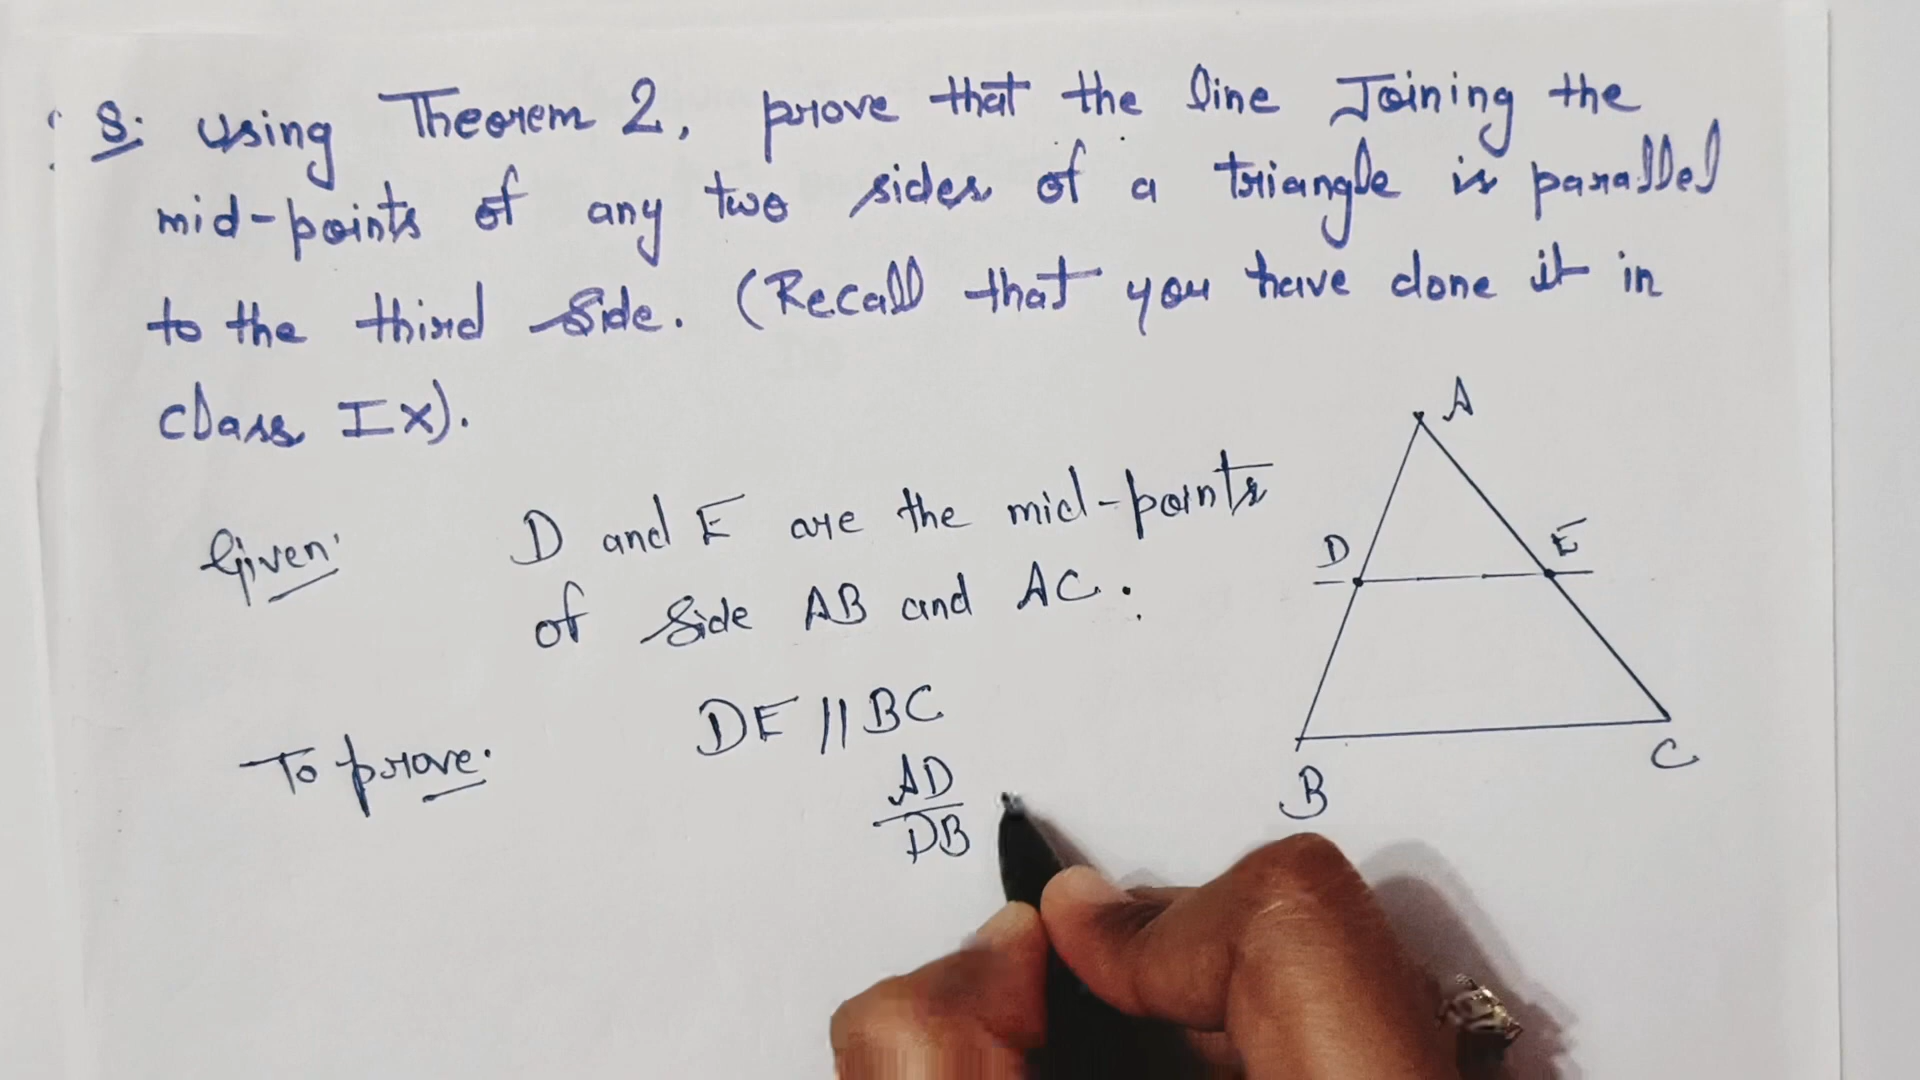 8. Using Theorem 2, prove that the line Joining the
mid-points of any two sides of a triangle is parallel
to the third side. (Recall that you have done it in
class IX).
Given: D and E are the mid-points
of side AB and AC.
To prove: DE || BC
AD
DB
A
D
E
B
C